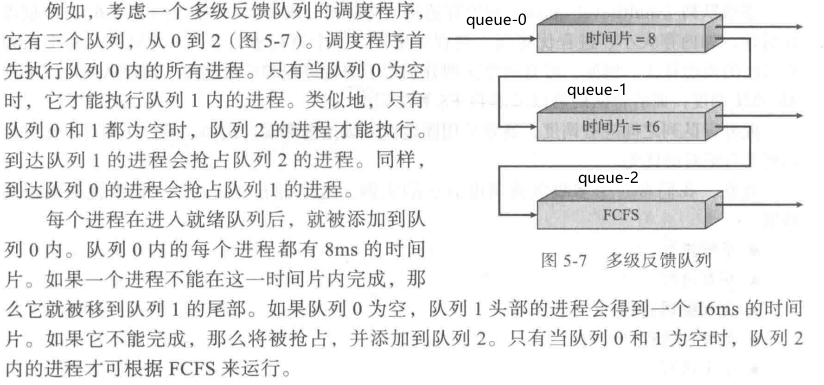 例如，考虑一个多级反馈队列的调度程序，
它有三个队列，从0到2（图5-7）。调度程序首
先执行队列0内的所有进程。只有当队列0为空
时，它才能执行队列1内的进程。类似地，只有
队列0和1都为空时，队列2的进程才能执行。
到达队列1的进程会抢占队列2的进程。同样，
到达队列0的进程会抢占队列1的进程。
每个进程在进入就绪队列后，就被添加到队
列0内。队列0内的每个进程都有8ms的时间
片。如果一个进程不能在这一时间片内完成，那
么它就被移到队列1的尾部。如果队列0为空，队列1头部的进程会得到一个16ms的时间
片。如果它不能完成，那么将被抢占，并添加到队列2。只有当队列0和1为空时，队列2
内的进程才可根据FCFS来运行。
queue-0
时间片=8
queue-1
时间片=16
queue-2
FCFS
图5-7 多级反馈队列